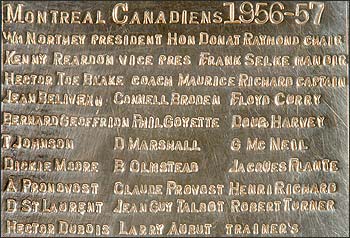 MONTREAL CANADIENS 1956-57
WM NORTHEY PRESIDENT HON DONAT RAYMOND CHAIR
KENNY REARDON VICE PRES FRANK SELKE MAN DIR
HECTOR TOE BLAKE COACH MAURICE RICHARD CAPTAIN
JEAN BELIVEAU CONNELL BRODEN FLOYD CURRY
BERNARD GEOFFRION PHIL GOYETTE DOUG HARVEY
T JOHNSON D MARSHALL G MC NEIL
DICKIE MOORE B OLMSTEAD JACQUES PLANTE
A PRONOVOST CLAUDE PROVOST HENRI RICHARD
D ST LAURENT JEAN GUY TALBOT ROBERT TURNER
HECTOR DUBOIS LARRY AUBUT TRAINER'S